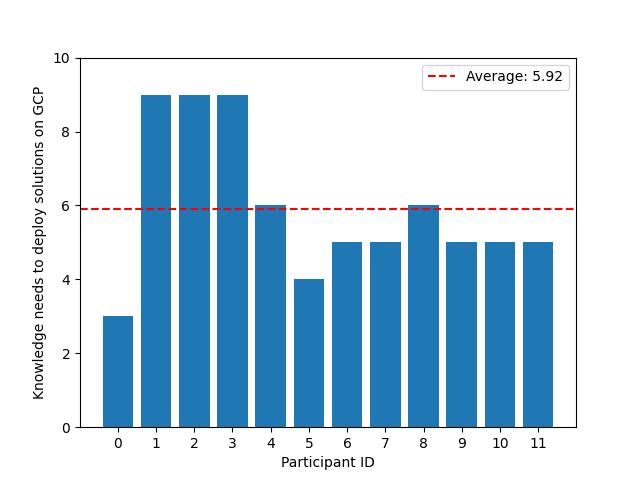 Average: 5.92
Knowledge needs to deploy solutions on GCP
10
8
6
4
2
0
0 1 2 3 4 5 6 7 8 9 10 11
Participant ID